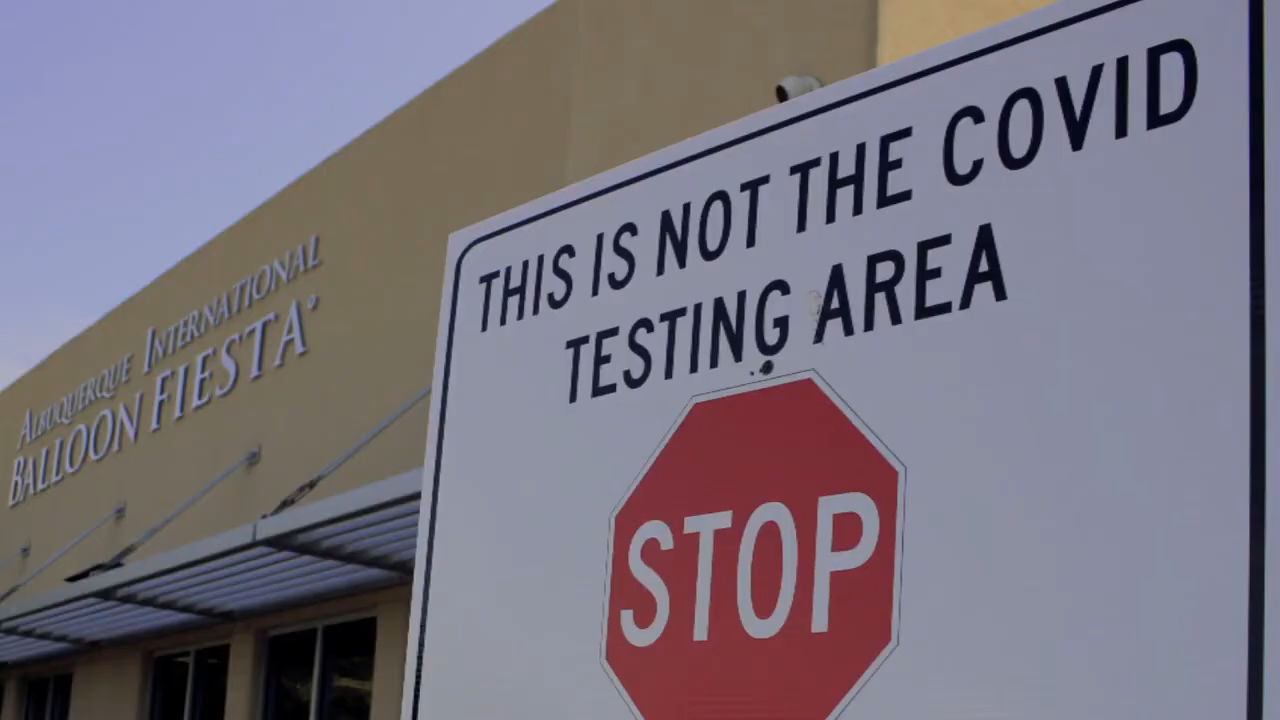 ALBUQUERQUE INTERNATIONAL
BALLOON FIESTA®
THIS IS NOT THE COVID
TESTING AREA
STOP